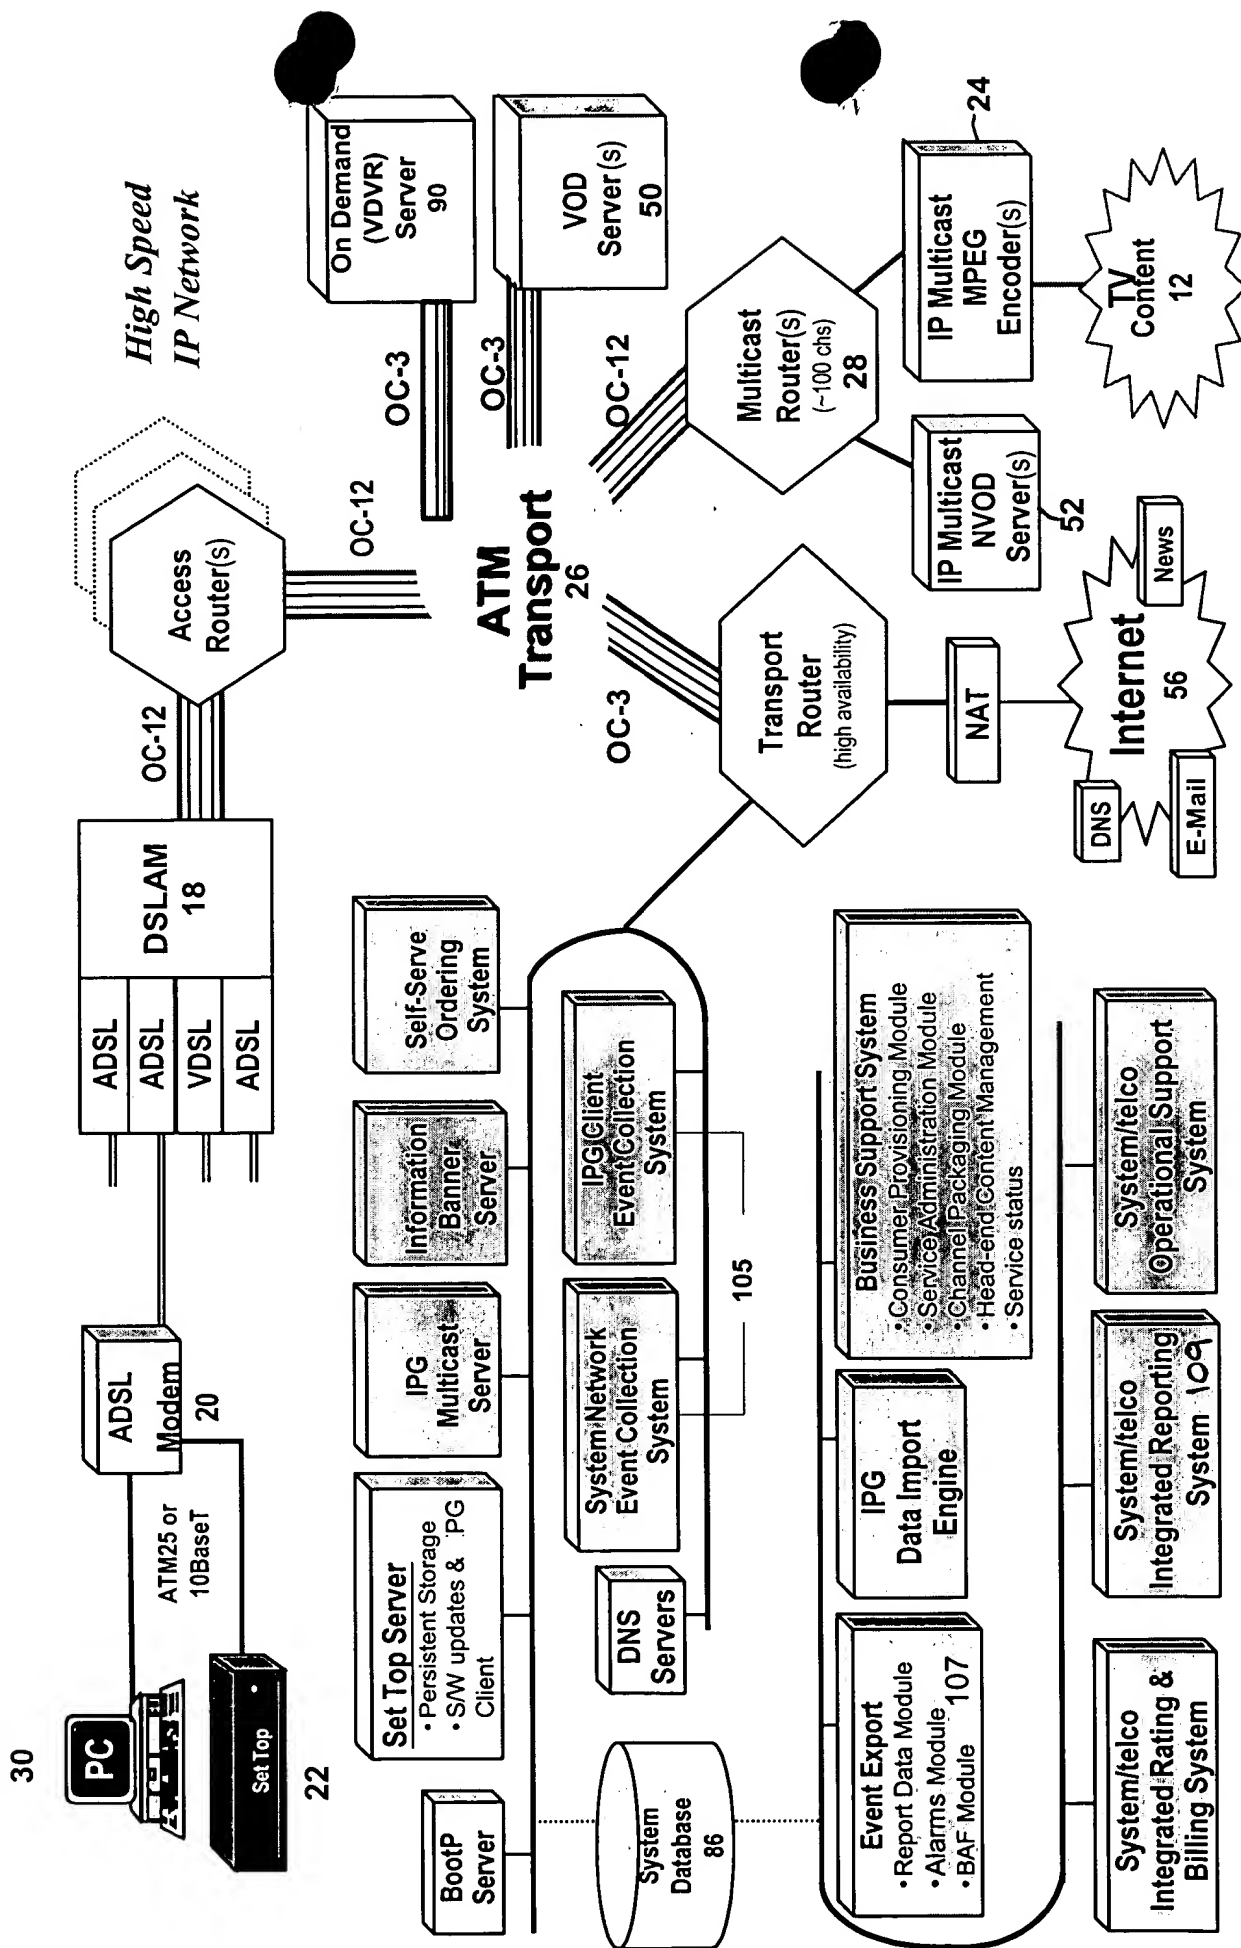 30
PC
Set Top
22
ATM25 or
10BaseT
ADSL
Modem
20
ADSL
ADSL
VDSL
ADSL
DSLAM
18
OC-12
Access
Router(s)
High Speed
IP Network
OC-12
OC-3
On Demand
(VDVR)
Server
90
OC-3
VOD
Server(s)
50
ATM
Transport
26
OC-12
Multicast
Router(s)
(~100 chs)
28
IP Multicast
MPEG
Encoder(s)
24
TV
Content
12
IP Multicast
NVOD
Server(s)
52
OC-3
Transport
Router
(high availability)
NAT
Internet
56
News
DNS
E-Mail
BootP
Server
Set Top Server
• Persistent Storage
• S/W updates & IPG
Client
IPG
Multicast
Server
Information
Banner
Server
Self-Serve
Ordering
System
DNS
Servers
System Network
Event Collection
System
IPG Client
Event Collection
System
105
System
Database
86
Event Export
• Report Data Module
• Alarms Module
• BAF Module
107
IPG
Data Import
Engine
Business Support System
• Consumer Provisioning Module
• Service Administration Module
• Channel Packaging Module
• Head-end Content Management
• Service status
System/telco
Integrated Rating &
Billing System
System/telco
Integrated Reporting
System 109
System/telco
Operational Support
System